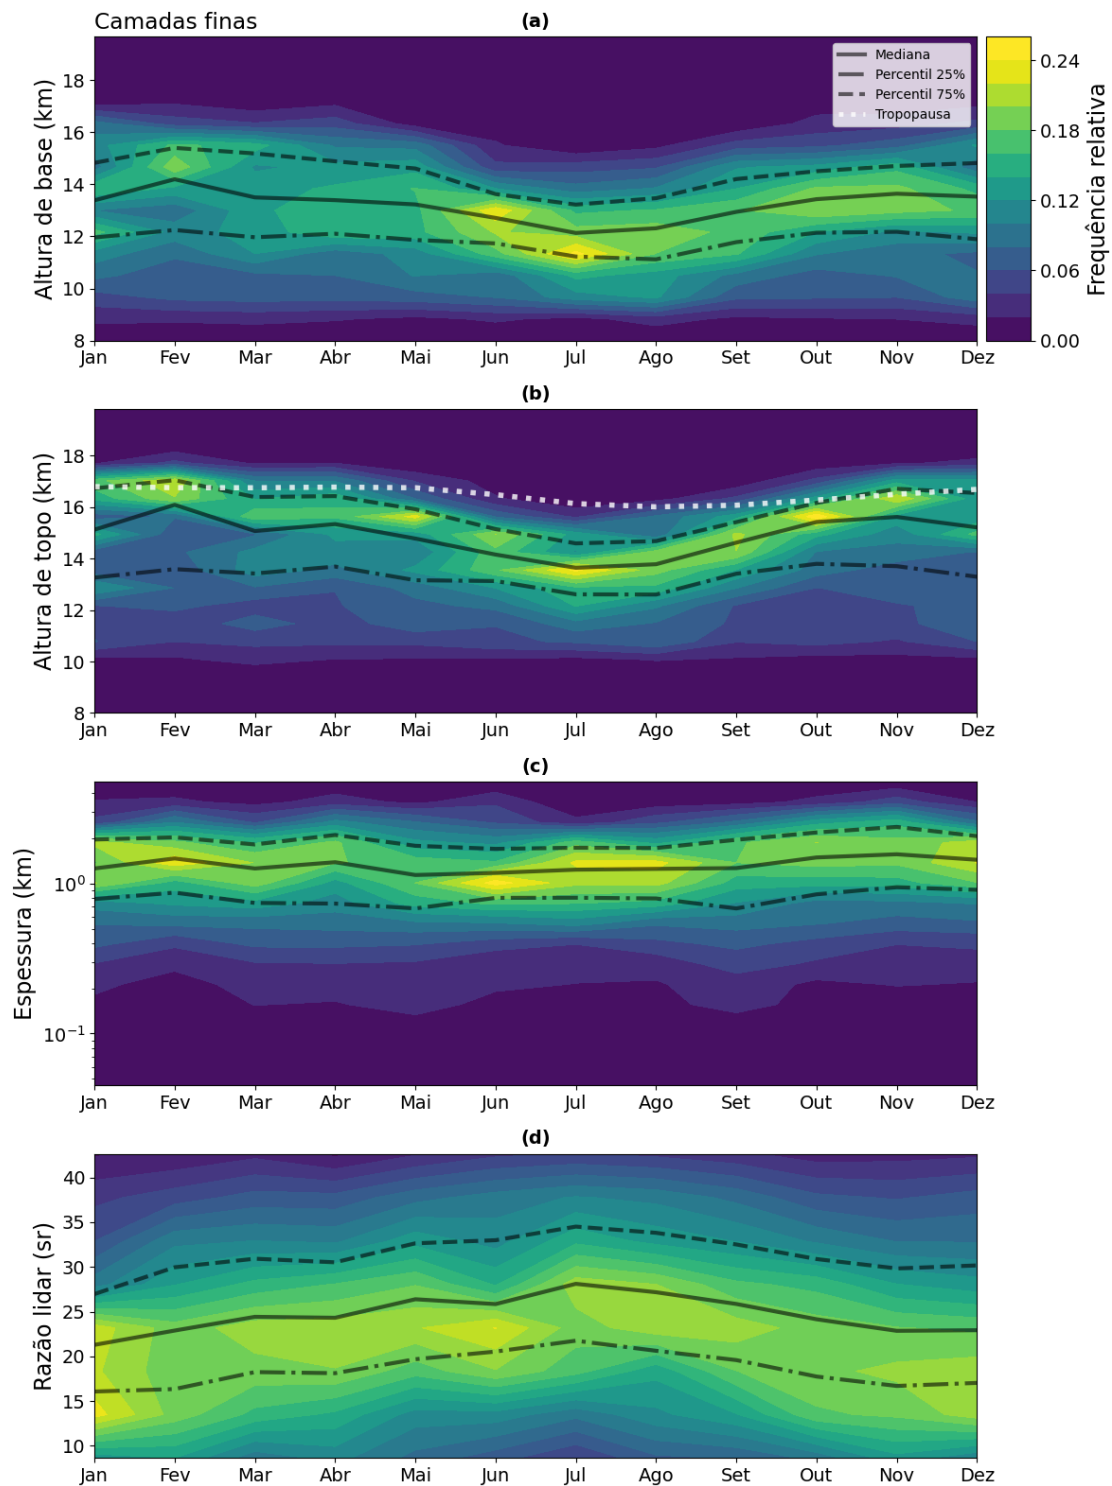 Camadas finas
(a)
Altura de base (km)
18
16
14
12
10
8
Mediana
Percentil 25%
Percentil 75%
Tropopausa
0.24
0.18
0.12
0.06
0.00
Frequência relativa
Jan Fev Mar Abr Mai Jun Jul Ago Set Out Nov Dez
(b)
Altura de topo (km)
18
16
14
12
10
8
Jan Fev Mar Abr Mai Jun Jul Ago Set Out Nov Dez
(c)
Espessura (km)
10⁰
10⁻¹
Jan Fev Mar Abr Mai Jun Jul Ago Set Out Nov Dez
(d)
Razão lidar (sr)
40
35
30
25
20
15
10
Jan Fev Mar Abr Mai Jun Jul Ago Set Out Nov Dez